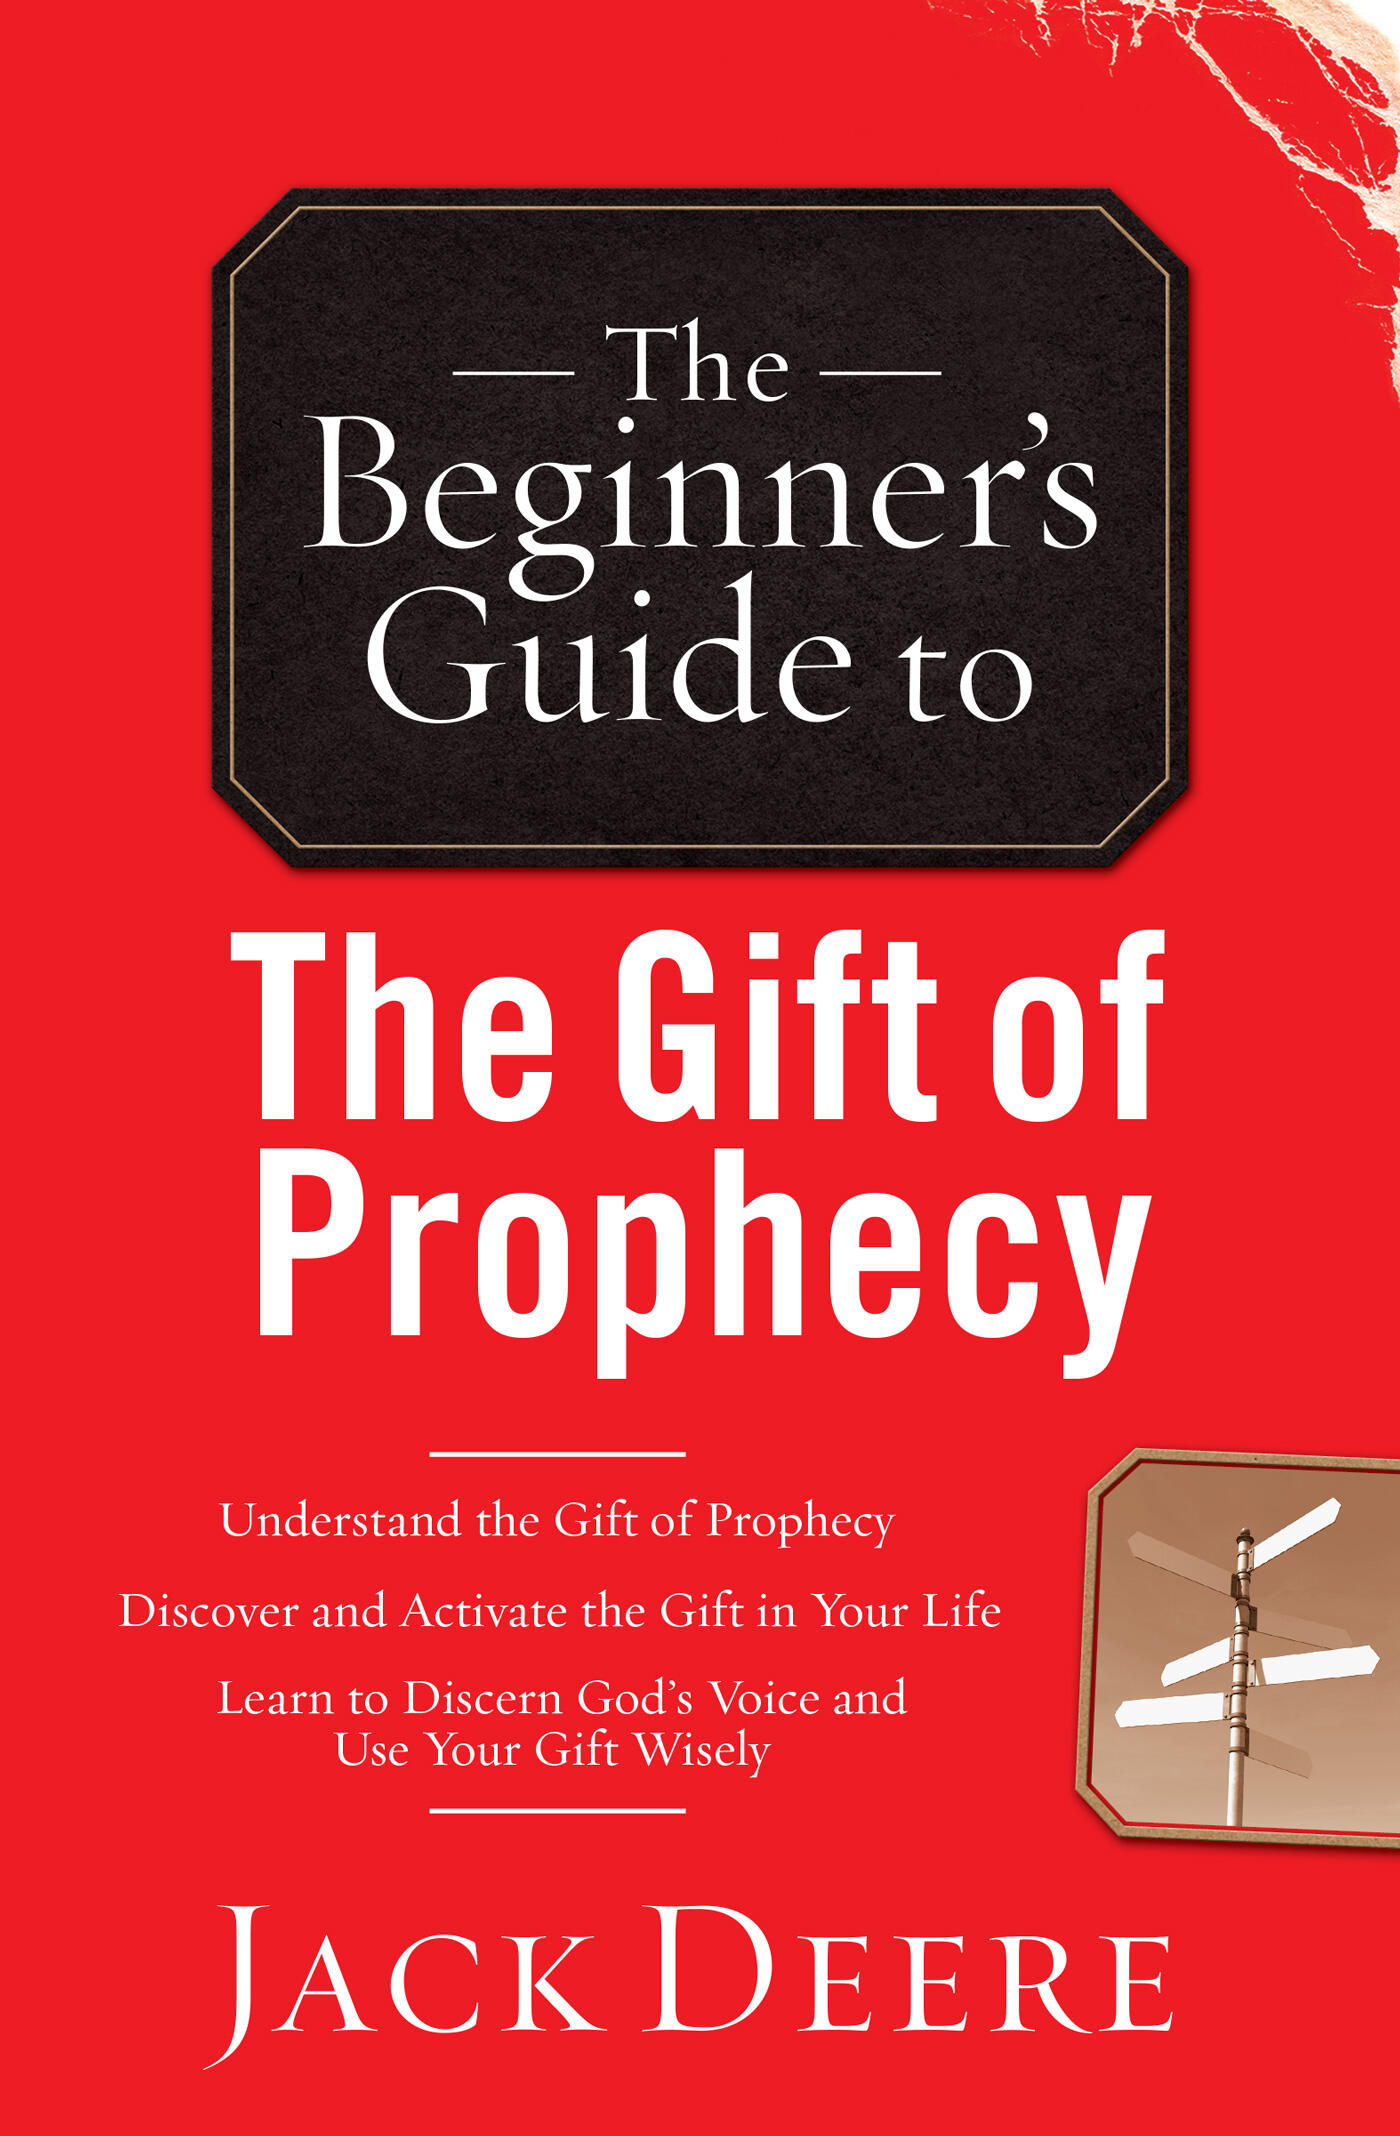 The
Beginner's
Guide to
The Gift of
Prophecy
Understand the Gift of Prophecy
Discover and Activate the Gift in Your Life
Learn to Discern God's Voice and
Use Your Gift Wisely
JACK DEERE